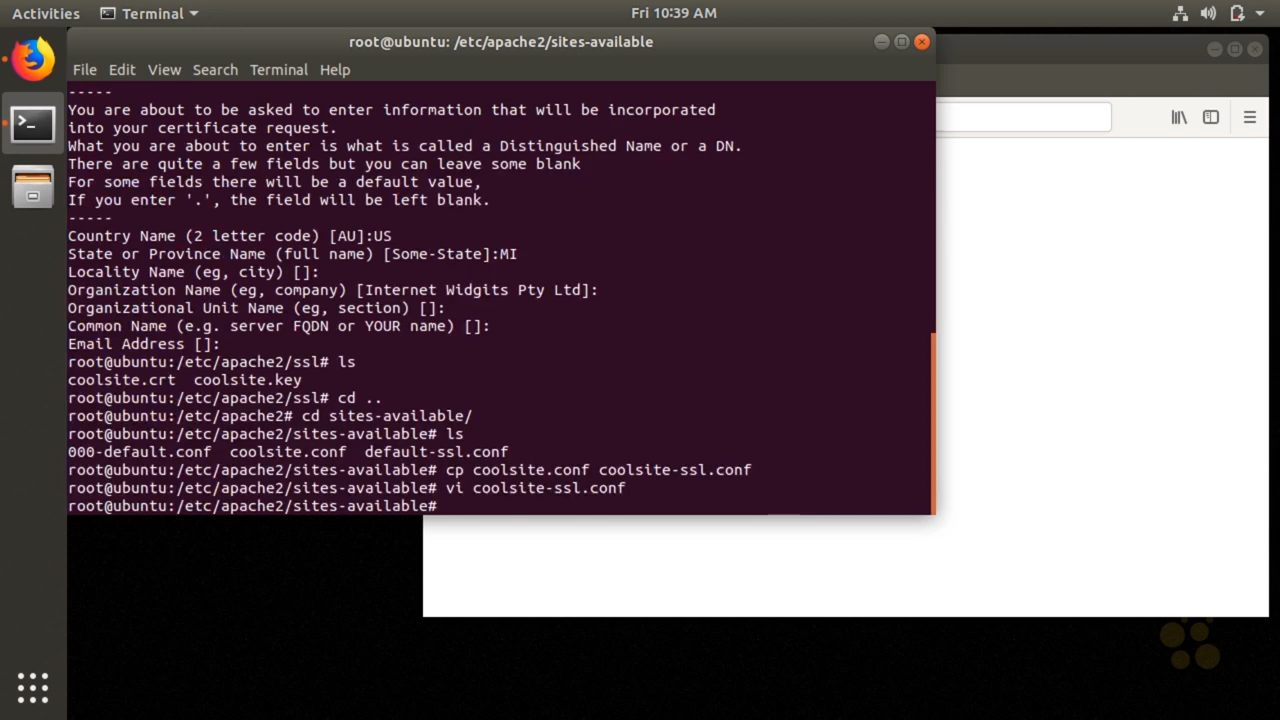 Activities
Terminal
Fri 10:39 AM
root@ubuntu: /etc/apache2/sites-available
File Edit View Search Terminal Help
-----
You are about to be asked to enter information that will be incorporated
into your certificate request.
What you are about to enter is what is called a Distinguished Name or a DN.
There are quite a few fields but you can leave some blank
For some fields there will be a default value,
If you enter '.', the field will be left blank.
-----
Country Name (2 letter code) [AU]:US
State or Province Name (full name) [Some-State]:MI
Locality Name (eg, city) []:
Organization Name (eg, company) [Internet Widgits Pty Ltd]:
Organizational Unit Name (eg, section) []:
Common Name (e.g. server FQDN or YOUR name) []:
Email Address []:
root@ubuntu:/etc/apache2/ssl# ls
coolsite.crt  coolsite.key
root@ubuntu:/etc/apache2/ssl# cd ..
root@ubuntu:/etc/apache2# cd sites-available/
root@ubuntu:/etc/apache2/sites-available# ls
000-default.conf  coolsite.conf  default-ssl.conf
root@ubuntu:/etc/apache2/sites-available# cp coolsite.conf coolsite-ssl.conf
root@ubuntu:/etc/apache2/sites-available# vi coolsite-ssl.conf
root@ubuntu:/etc/apache2/sites-available#